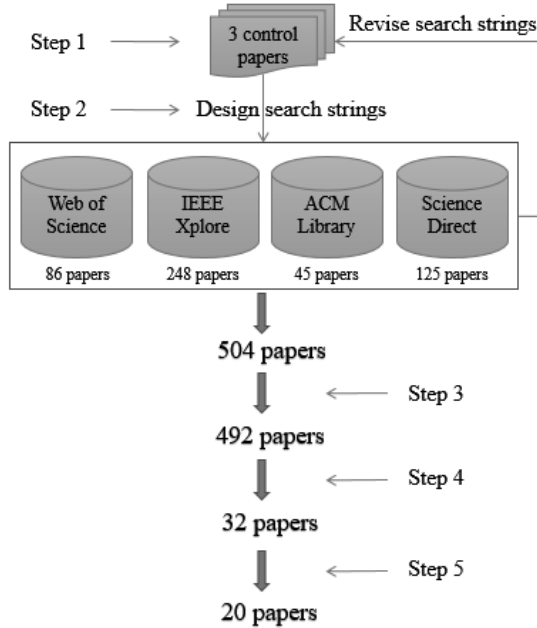 Step 1
3 control
papers
Revise search strings
Step 2
Design search strings
Web of
Science
IEEE
Xplore
ACM
Library
Science
Direct
86 papers
248 papers
45 papers
125 papers
504 papers
Step 3
492 papers
Step 4
32 papers
Step 5
20 papers